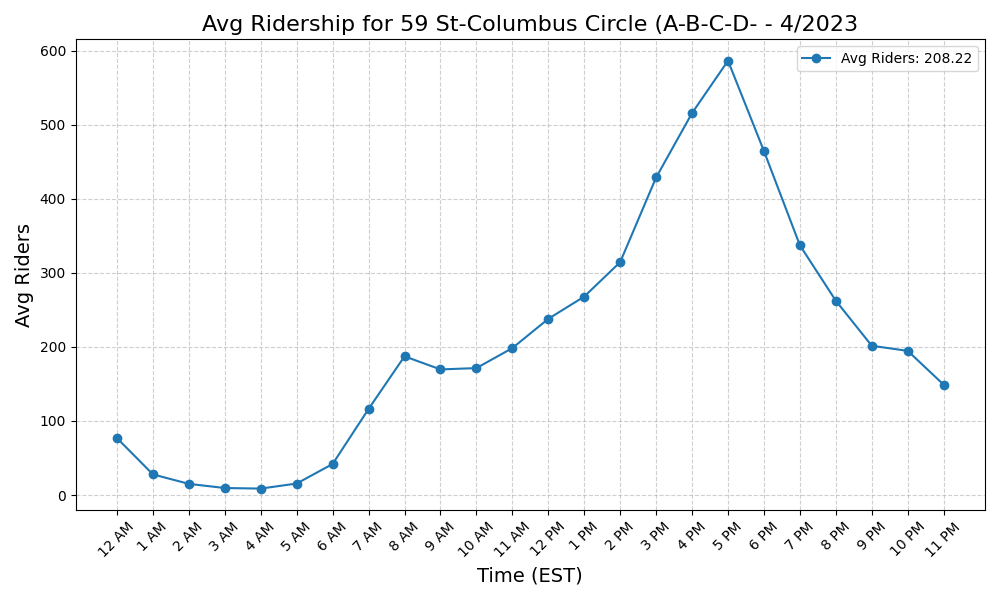 Avg Ridership for 59 St-Columbus Circle (A-B-C-D- - 4/2023
Avg Riders: 208.22
Avg Riders
600
500
400
300
200
100
0
12 AM
1 AM
2 AM
3 AM
4 AM
5 AM
6 AM
7 AM
8 AM
9 AM
10 AM
11 AM
12 PM
1 PM
2 PM
3 PM
4 PM
5 PM
6 PM
7 PM
8 PM
9 PM
10 PM
11 PM
Time (EST)